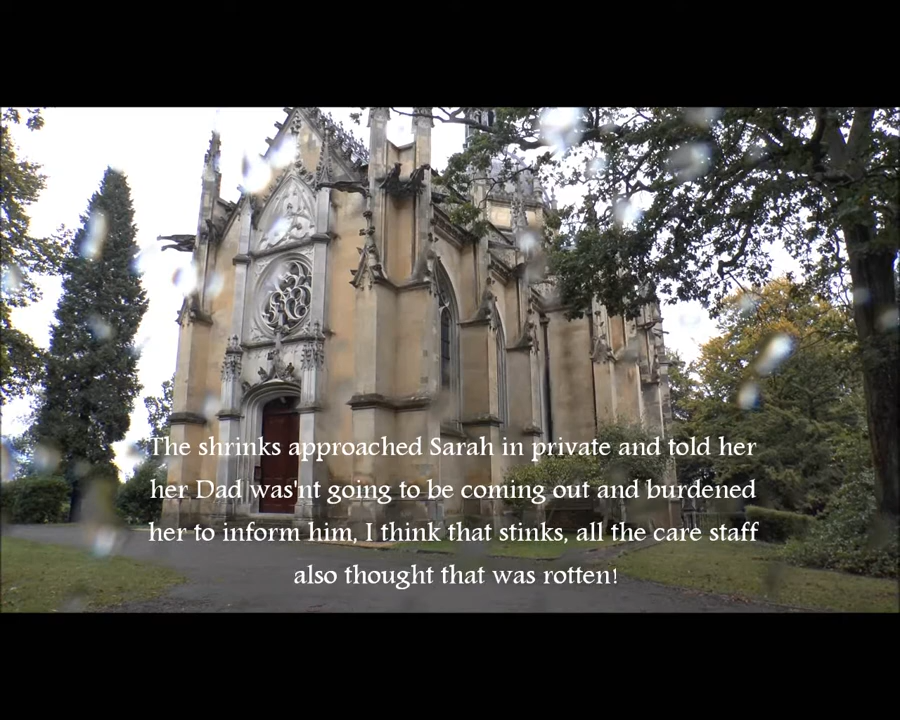 The shrinks approached Sarah in private and told her
her Dad was'nt going to be coming out and burdened
her to inform him, I think that stinks, all the care staff
also thought that was rotten!